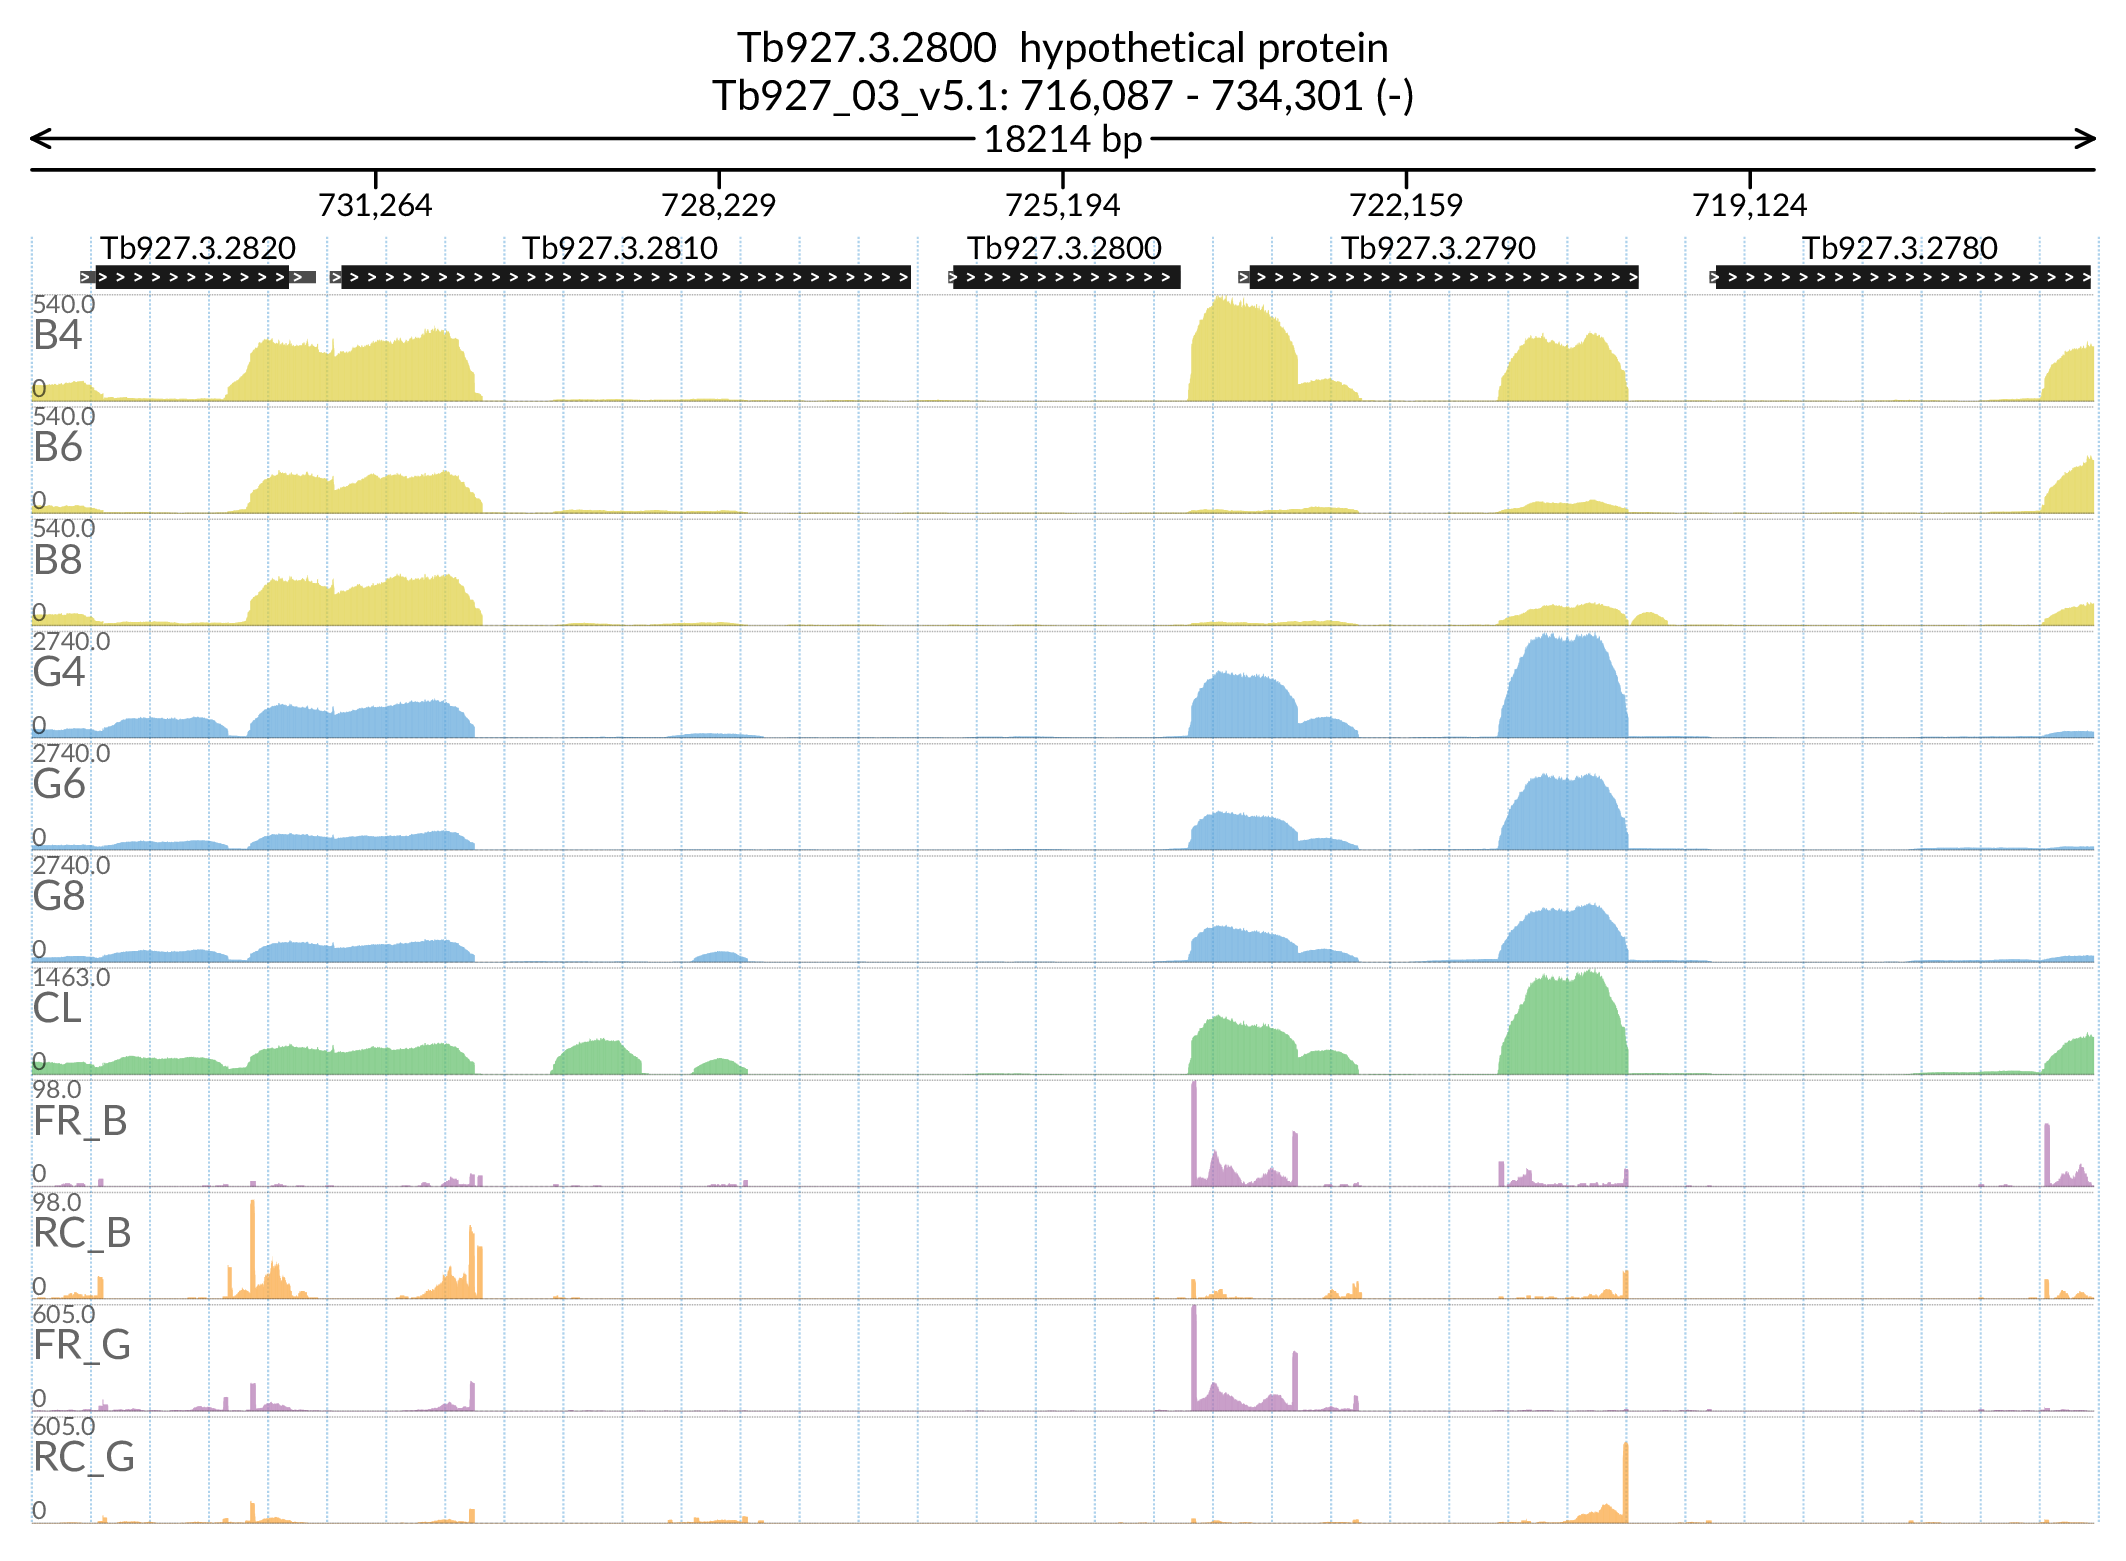 Tb927.3.2800 hypothetical protein
Tb927_03_v5.1: 716,087 - 734,301 (-)
18214 bp
731,264 728,229 725,194 722,159 719,124
Tb927.3.2820 Tb927.3.2810 Tb927.3.2800 Tb927.3.2790 Tb927.3.2780
540.0
B4
0
540.0
B6
0
540.0
B8
0
2740.0
G4
0
2740.0
G6
0
2740.0
G8
0
1463.0
CL
0
98.0
FR_B
0
98.0
RC_B
0
605.0
FR_G
0
605.0
RC_G
0